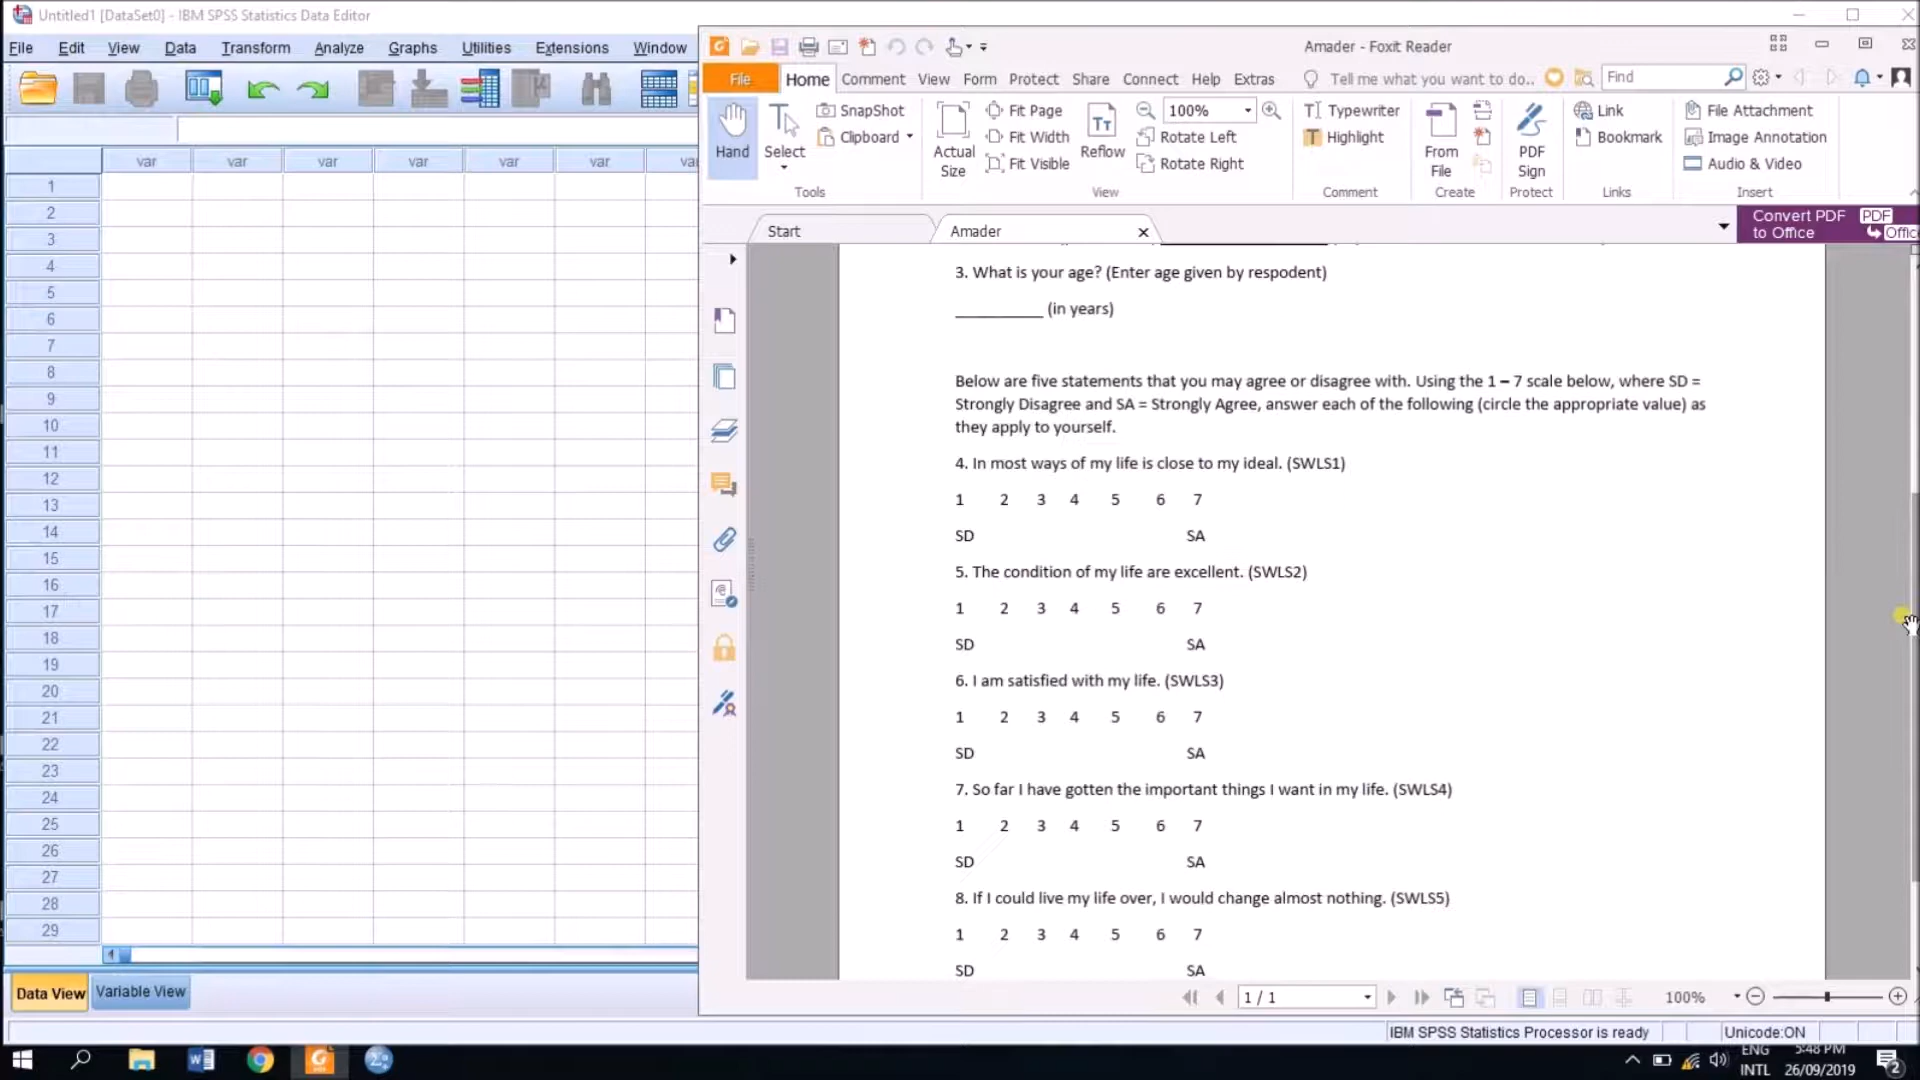 Untitled1 [DataSet0] - IBM SPSS Statistics Data Editor
File Edit View Data Transform Analyze Graphs Utilities Extensions Window
var var var var var var
1
2
3
4
5
6
7
8
9
10
11
12
13
14
15
16
17
18
19
20
21
22
23
24
25
26
27
28
29
Data View Variable View
Amader - Foxit Reader
File Home Comment View Form Protect Share Connect Help Extras Tell me what you want to do.. Find
Hand
Select
SnapShot
Clipboard
Tools
Actual Size
Fit Page
Fit Width
Fit Visible
Reflow
100%
Rotate Left
Rotate Right
View
Typewriter
Highlight
Comment
From File
Create
PDF Sign
Protect
Link
Bookmark
Links
File Attachment
Image Annotation
Audio & Video
Insert
Start Amader
Convert PDF to Office
PDF
3. What is your age? (Enter age given by respodent)
__________ (in years)
Below are five statements that you may agree or disagree with. Using the 1 – 7 scale below, where SD =
Strongly Disagree and SA = Strongly Agree, answer each of the following (circle the appropriate value) as
they apply to yourself.
4. In most ways of my life is close to my ideal. (SWLS1)
1 2 3 4 5 6 7
SD SA
5. The condition of my life are excellent. (SWLS2)
1 2 3 4 5 6 7
SD SA
6. I am satisfied with my life. (SWLS3)
1 2 3 4 5 6 7
SD SA
7. So far I have gotten the important things I want in my life. (SWLS4)
1 2 3 4 5 6 7
SD SA
8. If I could live my life over, I would change almost nothing. (SWLS5)
1 2 3 4 5 6 7
SD SA
1 / 1
100%
IBM SPSS Statistics Processor is ready Unicode:ON
ENG
INTL
5:48 PM
26/09/2019
2